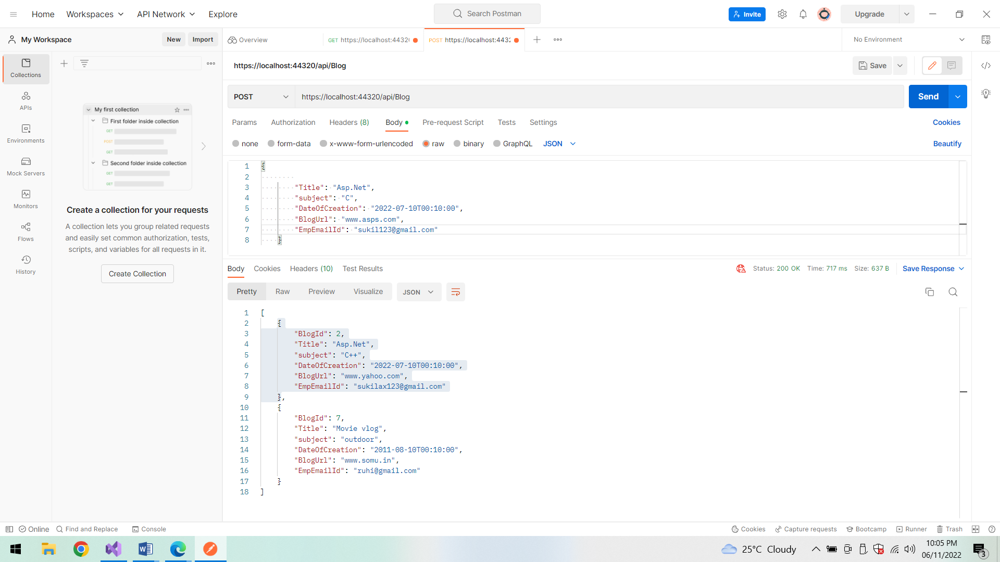 Home Workspaces API Network Explore
Search Postman
Invite
Upgrade
My Workspace New Import
Overview
GET https://localhost:4432
POST https://localhost:4432
No Environment
Collections
APIs
Environments
Mock Servers
Monitors
Flows
History
My first collection
First folder inside collection
GET
POST
GET
Second folder inside collection
GET
GET
Create a collection for your requests
A collection lets you group related requests
and easily set common authorization, tests,
scripts, and variables for all requests in it.
Create Collection
https://localhost:44320/api/Blog
Save
POST https://localhost:44320/api/Blog Send
Params Authorization Headers (8) Body Pre-request Script Tests Settings Cookies
none form-data x-www-form-urlencoded raw binary GraphQL JSON Beautify
1 {
2
3 "Title": "Asp.Net",
4 "subject": "C",
5 "DateOfCreation": "2022-07-10T00:10:00",
6 "BlogUrl": "www.asps.com",
7 "EmpEmailId": "sukil123@gmail.com"
8 }
Body Cookies Headers (10) Test Results Status: 200 OK Time: 717 ms Size: 637 B Save Response
Pretty Raw Preview Visualize JSON
1 [
2 {
3 "BlogId": 2,
4 "Title": "Asp.Net",
5 "subject": "C++",
6 "DateOfCreation": "2022-07-10T00:10:00",
7 "BlogUrl": "www.yahoo.com",
8 "EmpEmailId": "sukilax123@gmail.com"
9 },
10 {
11 "BlogId": 7,
12 "Title": "Movie vlog",
13 "subject": "outdoor",
14 "DateOfCreation": "2011-08-10T00:10:00",
15 "BlogUrl": "www.somu.in",
16 "EmpEmailId": "ruhi@gmail.com"
17 }
18 ]
Online Find and Replace Console Cookies Capture requests Bootcamp Runner Trash
25°C Cloudy
10:05 PM
06/11/2022
3